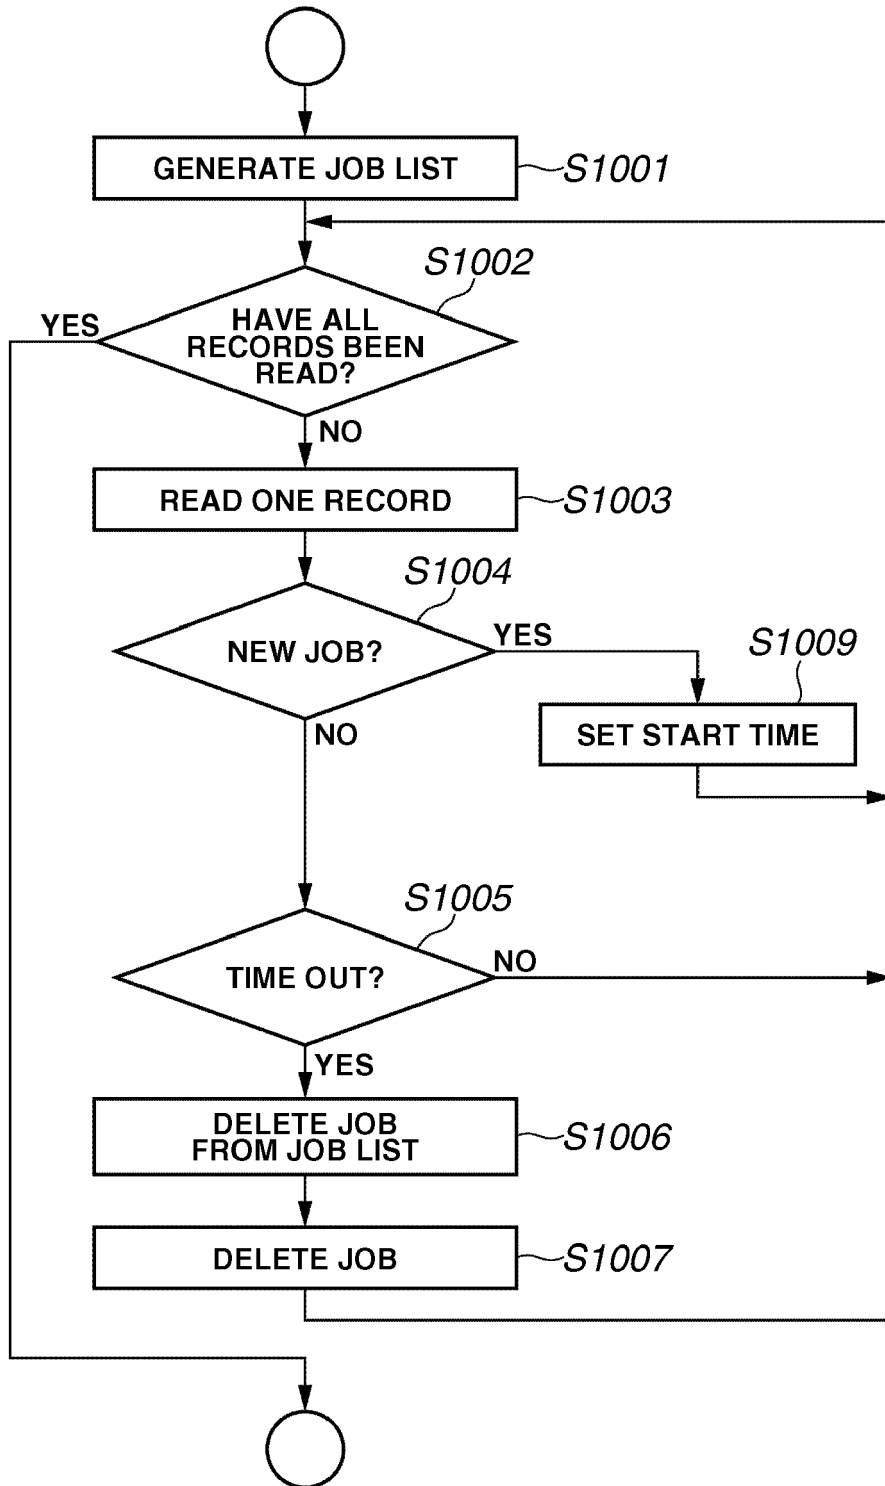 GENERATE JOB LIST
S1001
S1002
YES
HAVE ALL
RECORDS BEEN
READ?
NO
READ ONE RECORD
S1003
S1004
NEW JOB?
YES
S1009
NO
SET START TIME
S1005
TIME OUT?
NO
YES
DELETE JOB
FROM JOB LIST
S1006
DELETE JOB
S1007